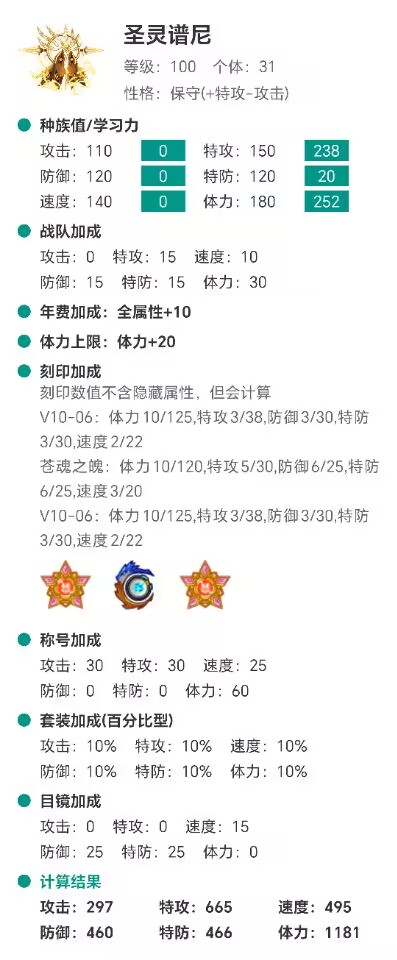 圣灵谱尼
等级：100 个体：31
性格：保守(+特攻-攻击)
种族值/学习力
攻击：110 0 特攻：150 238
防御：120 0 特防：120 20
速度：140 0 体力：180 252
战队加成
攻击：0 特攻：15 速度：10
防御：15 特防：15 体力：30
年费加成：全属性+10
体力上限：体力+20
刻印加成
刻印数值不含隐藏属性，但会计算
V10-06：体力10/125,特攻3/38,防御3/30,特防
3/30,速度2/22
苍魂之魄：体力10/120,特攻5/30,防御6/25,特防
6/25,速度3/20
V10-06：体力10/125,特攻3/38,防御3/30,特防
3/30,速度2/22
称号加成
攻击：30 特攻：30 速度：25
防御：0 特防：0 体力：60
套装加成(百分比型)
攻击：10% 特攻：10% 速度：10%
防御：10% 特防：10% 体力：10%
目镜加成
攻击：0 特攻：0 速度：15
防御：25 特防：25 体力：0
计算结果
攻击：297 特攻：665 速度：495
防御：460 特防：466 体力：1181